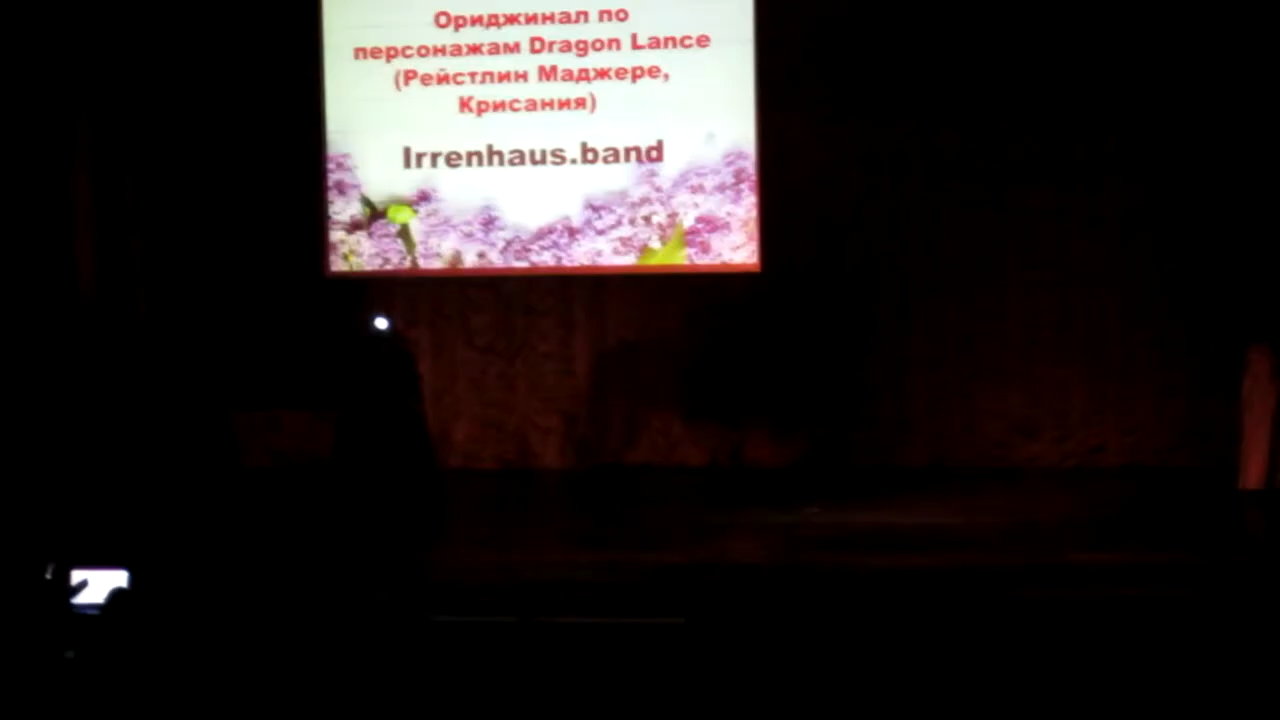 Ориджинал по
персонажам Dragon Lance
(Рейстлин Маджере,
Крисания)
Irrenhaus.band